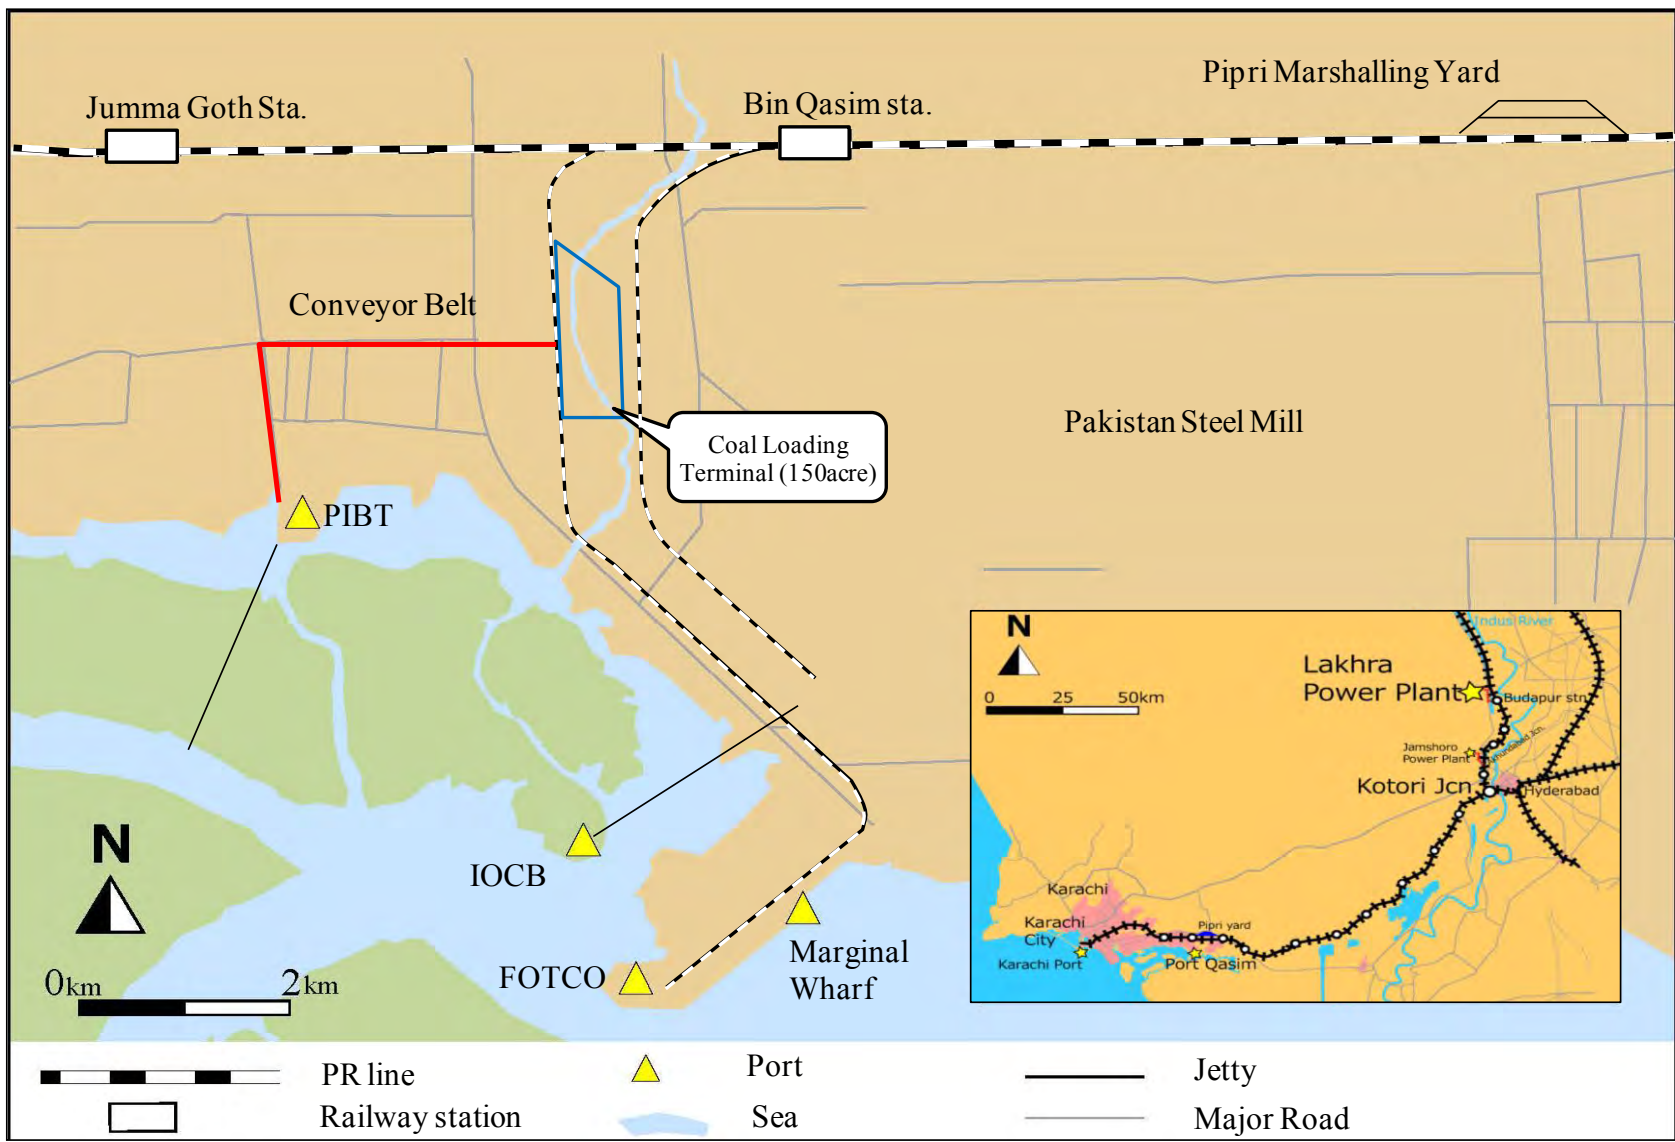 Pipri Marshalling Yard
Jumma Goth Sta.
Bin Qasim sta.
Conveyor Belt
Pakistan Steel Mill
Coal Loading
Terminal (150acre)
PIBT
IOCB
Marginal
Wharf
FOTCO
N
0km
2km
N
0
25
50km
Indus River
Lakhra
Power Plant
Budapur stn
Jamshoro
Power Plant
Kotori Jcn
Hyderabad
Karachi
Karachi
City
Karachi Port
Pipri yard
Port Qasim
PR line
Port
Jetty
Railway station
Sea
Major Road